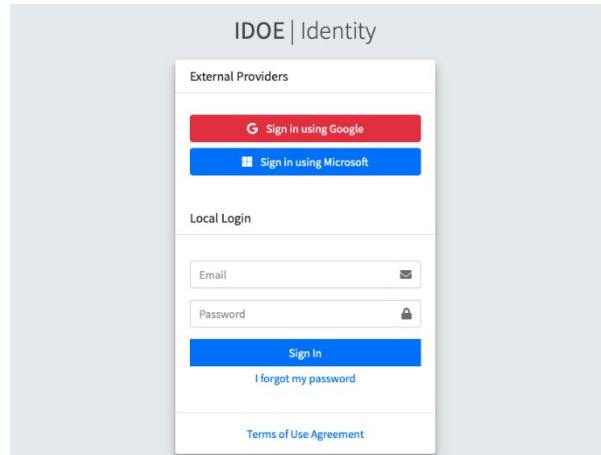 IDOE | Identity
External Providers
Sign in using Google
Sign in using Microsoft
Local Login
Email
Password
Sign In
I forgot my password
Terms of Use Agreement